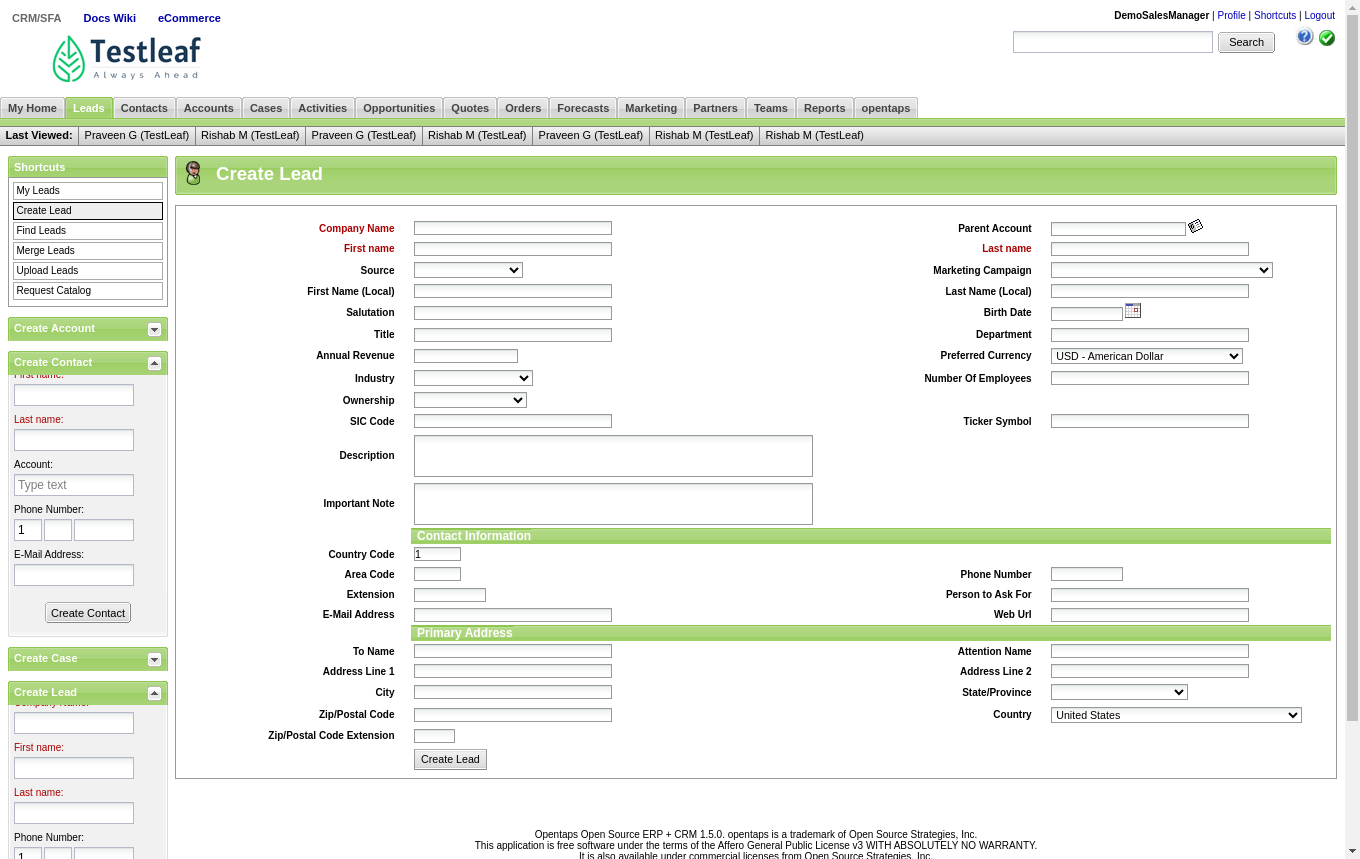 CRM/SFA Docs Wiki eCommerce
DemoSalesManager | Profile | Shortcuts | Logout
Testleaf
Always Ahead
Search
My Home Leads Contacts Accounts Cases Activities Opportunities Quotes Orders Forecasts Marketing Partners Teams Reports opentaps
Last Viewed: Praveen G (TestLeaf) Rishab M (TestLeaf) Praveen G (TestLeaf) Rishab M (TestLeaf) Praveen G (TestLeaf) Rishab M (TestLeaf) Rishab M (TestLeaf)
Shortcuts
My Leads
Create Lead
Find Leads
Merge Leads
Upload Leads
Request Catalog
Create Account
Create Contact
First name:
Last name:
Account:
Type text
Phone Number:
1
E-Mail Address:
Create Contact
Create Case
Create Lead
Company Name:
First name:
Last name:
Phone Number:
1
Create Lead
Company Name Parent Account
First name Last name
Source Marketing Campaign
First Name (Local) Last Name (Local)
Salutation Birth Date
Title Department
Annual Revenue Preferred Currency USD - American Dollar
Industry Number Of Employees
Ownership
SIC Code Ticker Symbol
Description
Important Note
Contact Information
Country Code 1
Area Code Phone Number
Extension Person to Ask For
E-Mail Address Web Url
Primary Address
To Name Attention Name
Address Line 1 Address Line 2
City State/Province
Zip/Postal Code Country United States
Zip/Postal Code Extension
Create Lead
Opentaps Open Source ERP + CRM 1.5.0. opentaps is a trademark of Open Source Strategies, Inc.
This application is free software under the terms of the Affero General Public License v3 WITH ABSOLUTELY NO WARRANTY.
It is also available under commercial licenses from Open Source Strategies, Inc.